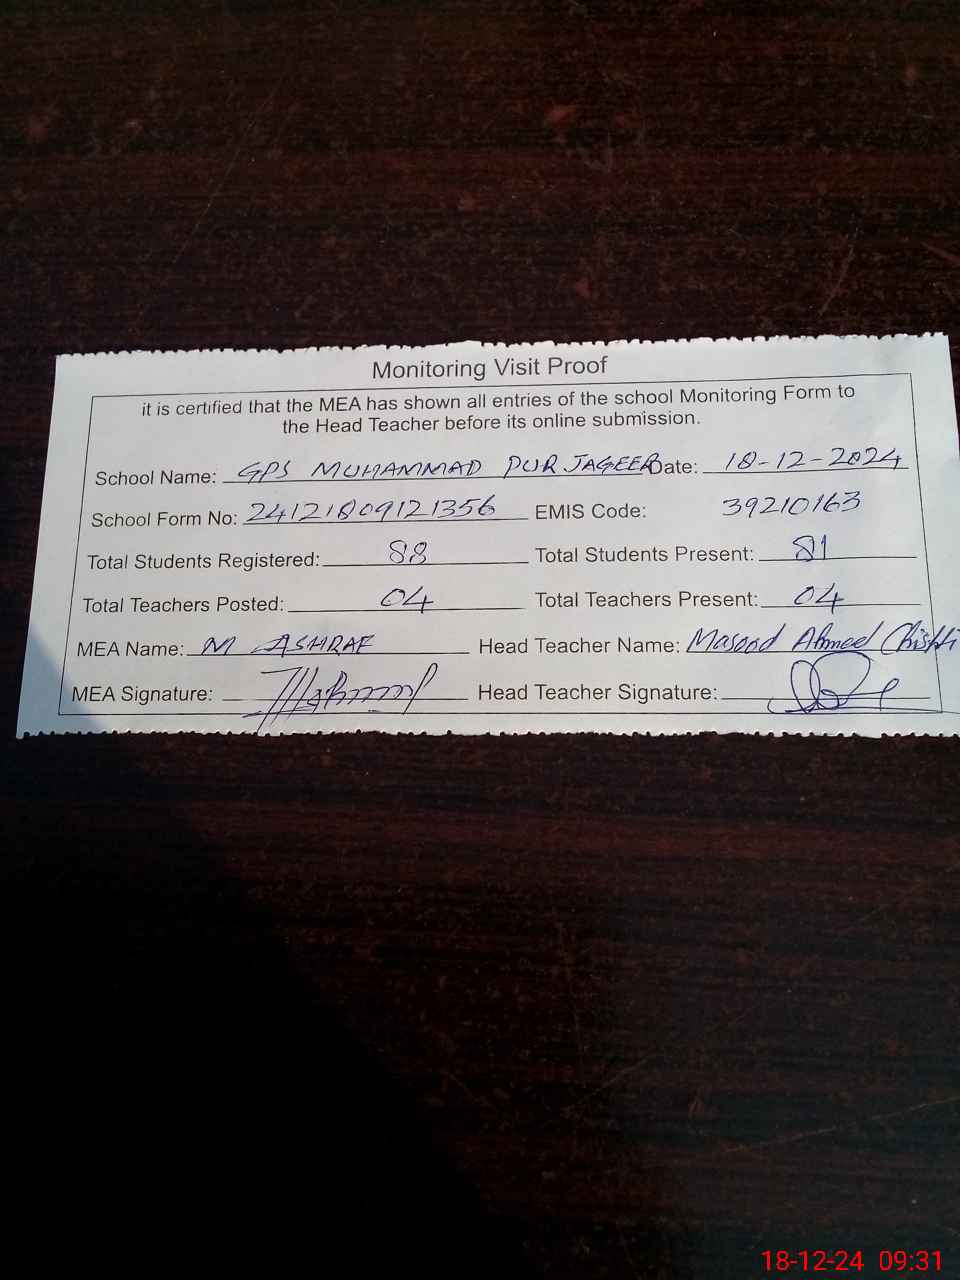 Monitoring Visit Proof
it is certified that the MEA has shown all entries of the school Monitoring Form to
the Head Teacher before its online submission.
School Name: GPS MUHAMMAD PUR JAGEER Date: 18-12-2024
School Form No: 24121809121356 EMIS Code: 39210163
Total Students Registered: 88 Total Students Present: 81
Total Teachers Posted: 04 Total Teachers Present: 04
MEA Name: M ASHRAF Head Teacher Name: Masood Ahmed Chishti
MEA Signature: Head Teacher Signature:
18-12-24 09:31